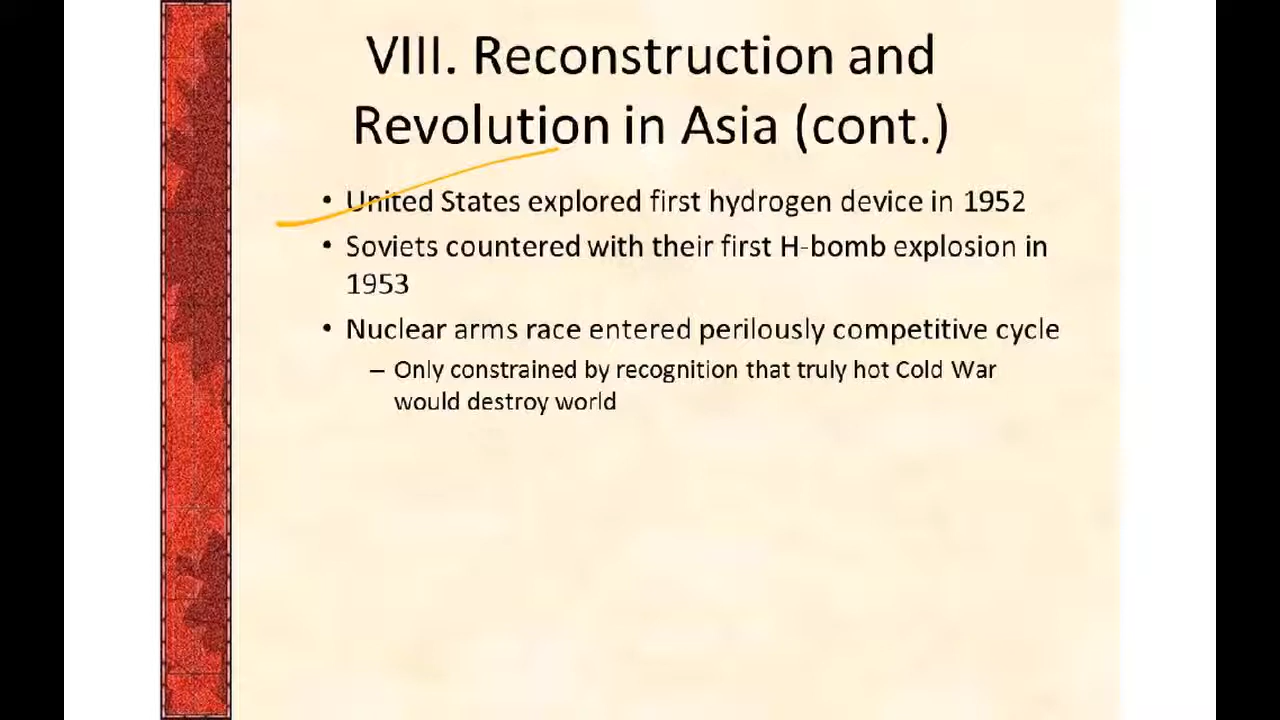 VIII. Reconstruction and
Revolution in Asia (cont.)
• United States explored first hydrogen device in 1952
• Soviets countered with their first H-bomb explosion in
1953
• Nuclear arms race entered perilously competitive cycle
– Only constrained by recognition that truly hot Cold War
would destroy world